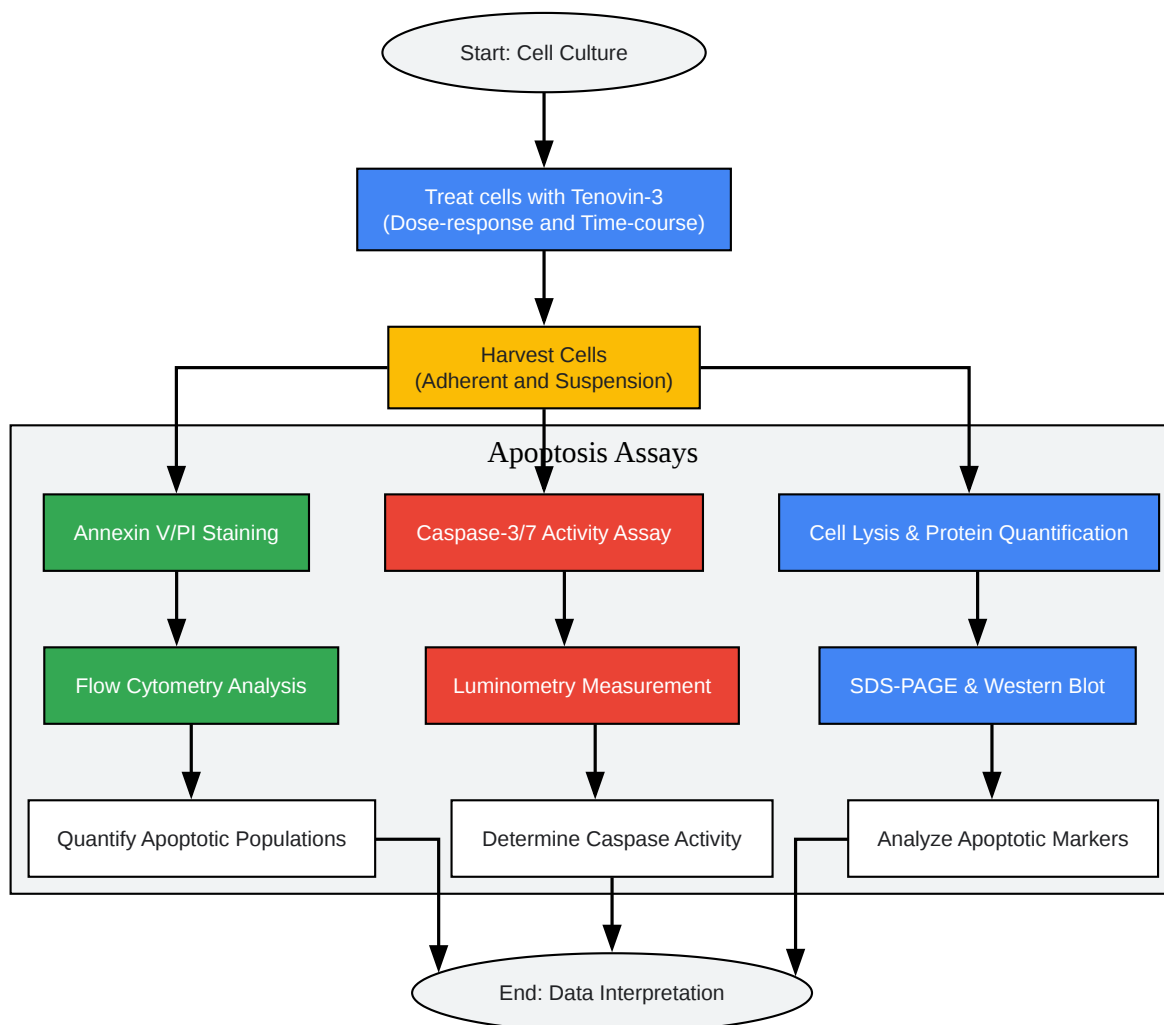 Start: Cell Culture
Treat cells with Tenovin-3
(Dose-response and Time-course)
Harvest Cells
(Adherent and Suspension)
Apoptosis Assays
Annexin V/PI Staining
Caspase-3/7 Activity Assay
Cell Lysis & Protein Quantification
Flow Cytometry Analysis
Luminometry Measurement
SDS-PAGE & Western Blot
Quantify Apoptotic Populations
Determine Caspase Activity
Analyze Apoptotic Markers
End: Data Interpretation